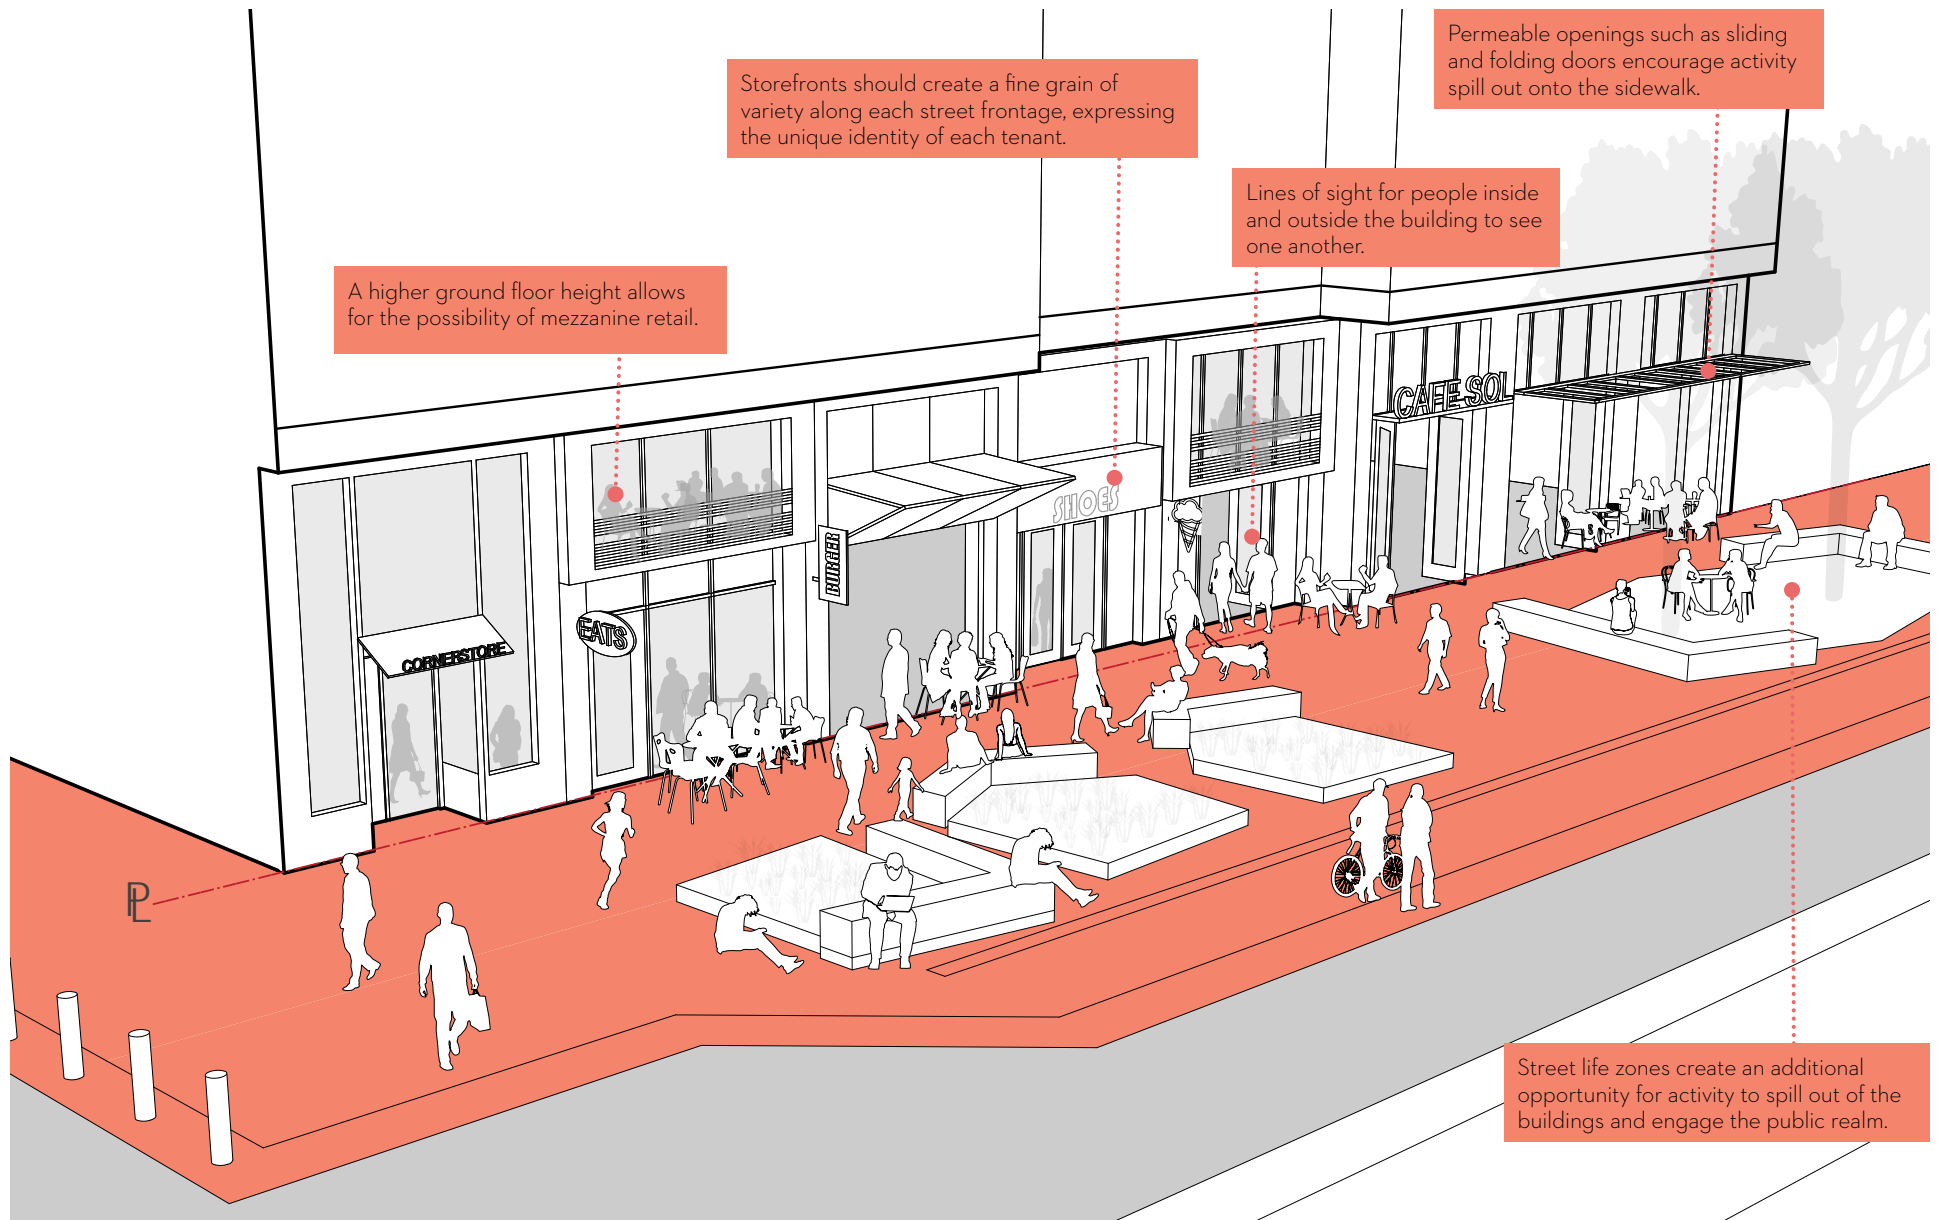 Permeable openings such as sliding
and folding doors encourage activity
spill out onto the sidewalk.
Storefronts should create a fine grain of
variety along each street frontage, expressing
the unique identity of each tenant.
Lines of sight for people inside
and outside the building to see
one another.
A higher ground floor height allows
for the possibility of mezzanine retail.
CAFE SOL
SHOES
BURGER
EATS
CORNERSTORE
PL
Street life zones create an additional
opportunity for activity to spill out of the
buildings and engage the public realm.